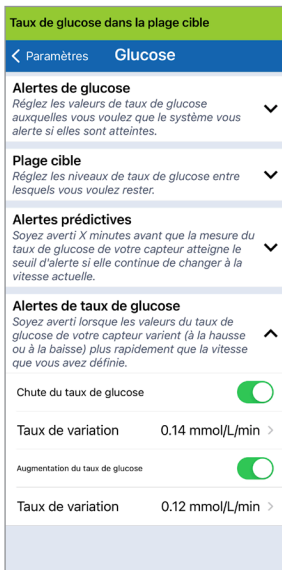 Taux de glucose dans la plage cible
Paramètres Glucose
Alertes de glucose
Réglez les valeurs de taux de glucose
auxquelles vous voulez que le système vous
alerte si elles sont atteintes.
Plage cible
Réglez les niveaux de taux de glucose entre
lesquels vous voulez rester.
Alertes prédictives
Soyez averti X minutes avant que la mesure du
taux de glucose de votre capteur atteigne le
seuil d'alerte si elle continue de changer à la
vitesse actuelle.
Alertes de taux de glucose
Soyez averti lorsque les valeurs du taux de
glucose de votre capteur varient (à la hausse
ou à la baisse) plus rapidement que la vitesse
que vous avez définie.
Chute du taux de glucose
Taux de variation 0.14 mmol/L/min
Augmentation du taux de glucose
Taux de variation 0.12 mmol/L/min